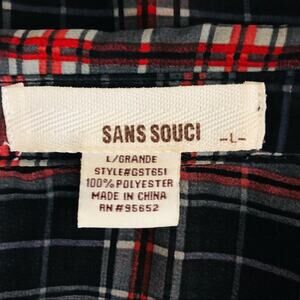 SANS SOUCI -L-
L/GRANDE
STYLE#GST651
100% POLYESTER
MADE IN CHINA
RN #95652